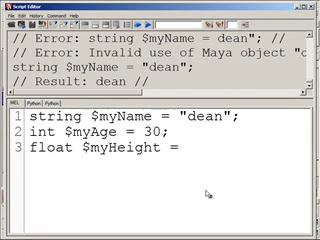 Script Editor
File Edit History Command Help
// Error: string $myName = dean"; //
// Error: Invalid use of Maya object "d
string $myName = "dean";
// Result: dean //
MEL Python Python
1 string $myName = "dean";
2 int $myAge = 30;
3 float $myHeight =